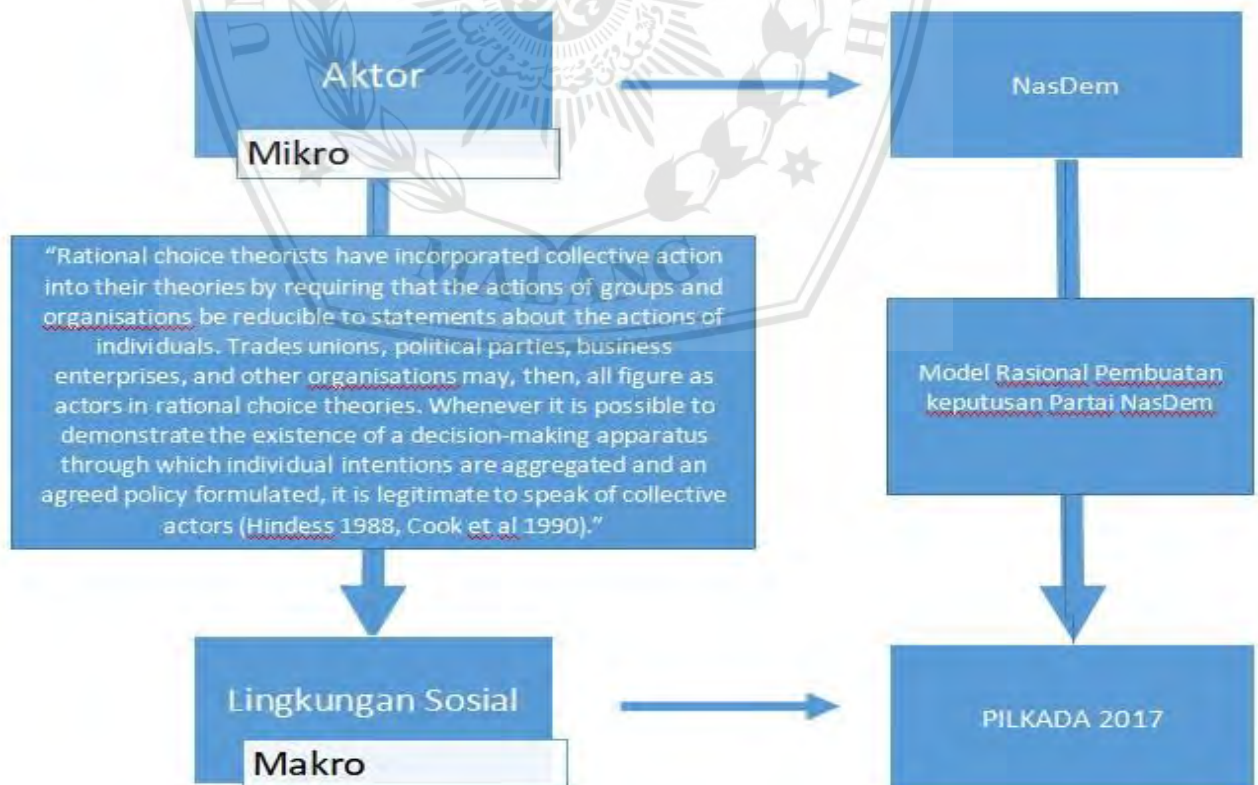 Aktor
Mikro
NasDem
"Rational choice theorists have incorporated collective action
into their theories by requiring that the actions of groups and
organisations be reducible to statements about the actions of
individuals. Trades unions, political parties, business
enterprises, and other organisations may, then, all figure as
actors in rational choice theories. Whenever it is possible to
demonstrate the existence of a decision-making apparatus
through which individual intentions are aggregated and an
agreed policy formulated, it is legitimate to speak of collective
actors (Hindess 1988, Cook et al 1990)."
Model Rasional Pembuatan
keputusan Partai NasDem
Lingkungan Sosial
Makro
PILKADA 2017
MALANG